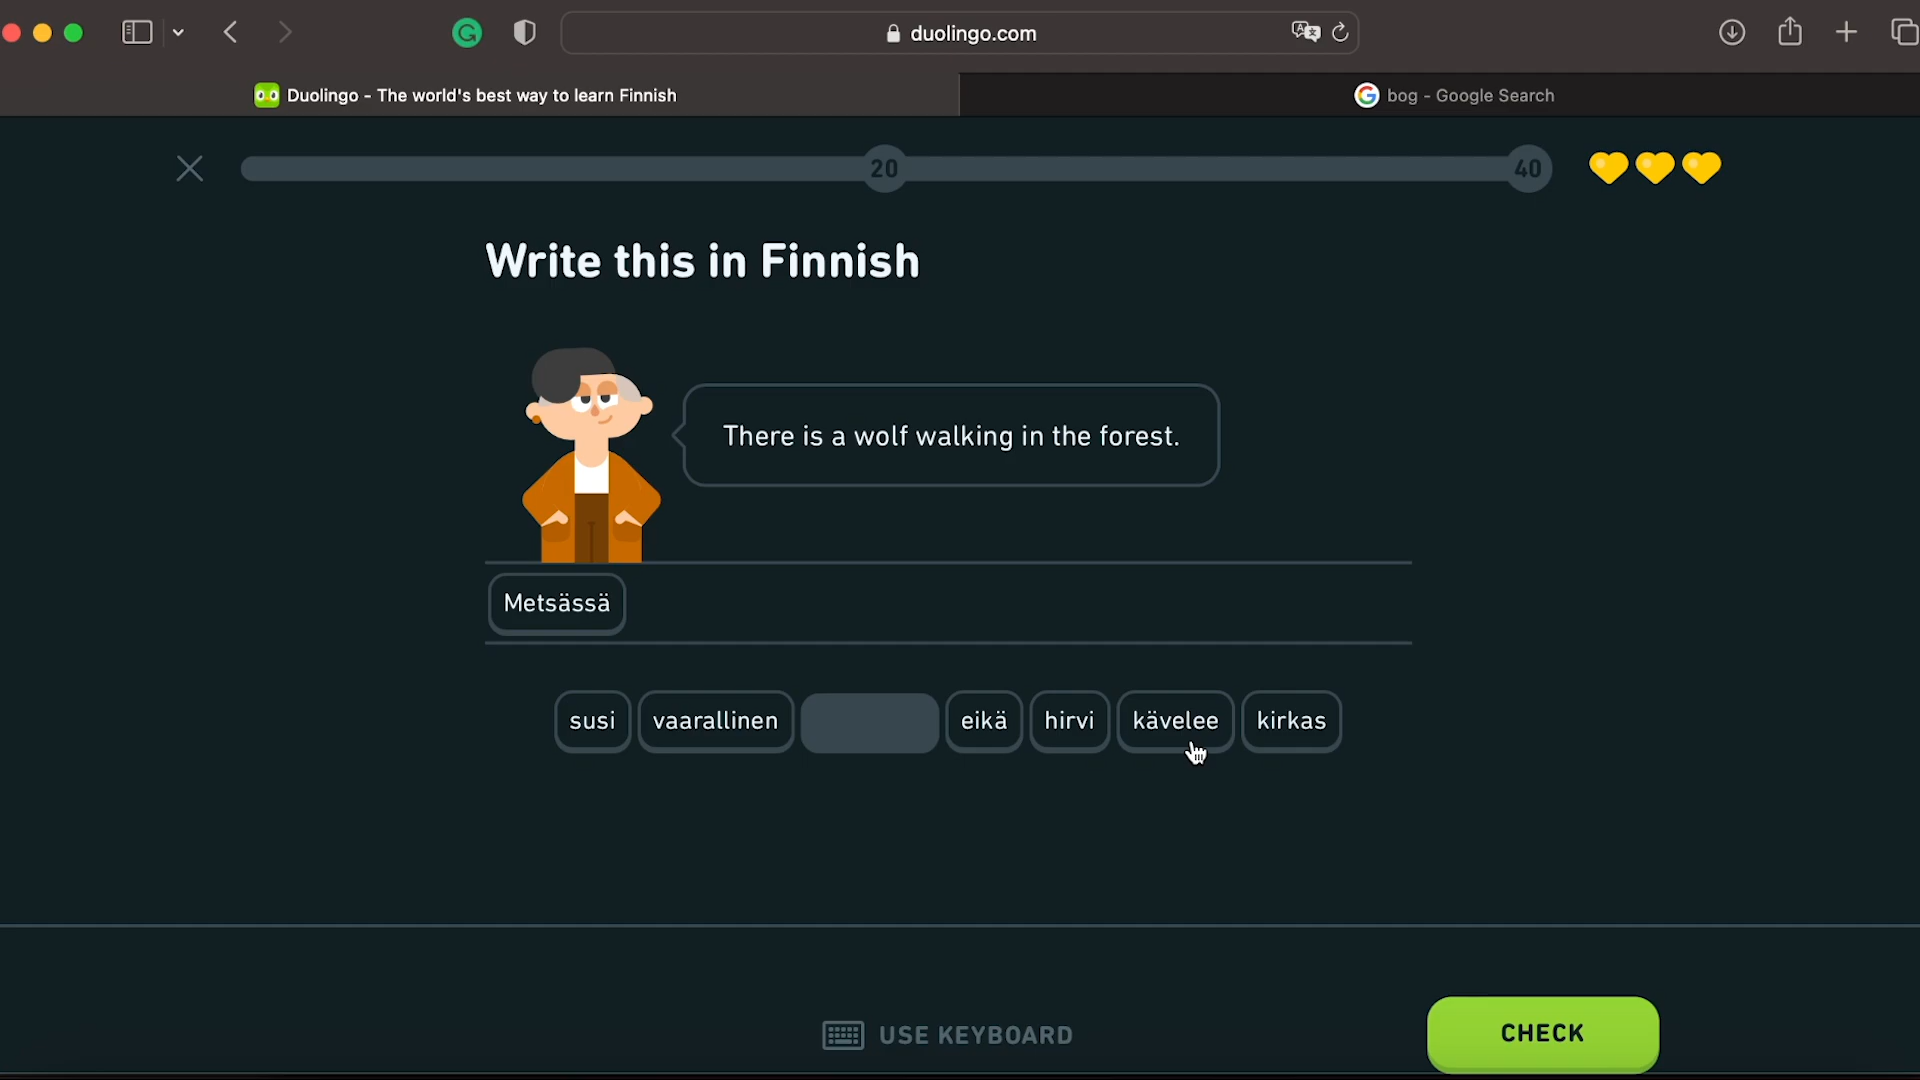 duolingo.com
Duolingo - The world's best way to learn Finnish
bog - Google Search
20
40
Write this in Finnish
There is a wolf walking in the forest.
Metsässä
susi vaarallinen eikä hirvi kävelee kirkas
USE KEYBOARD
CHECK